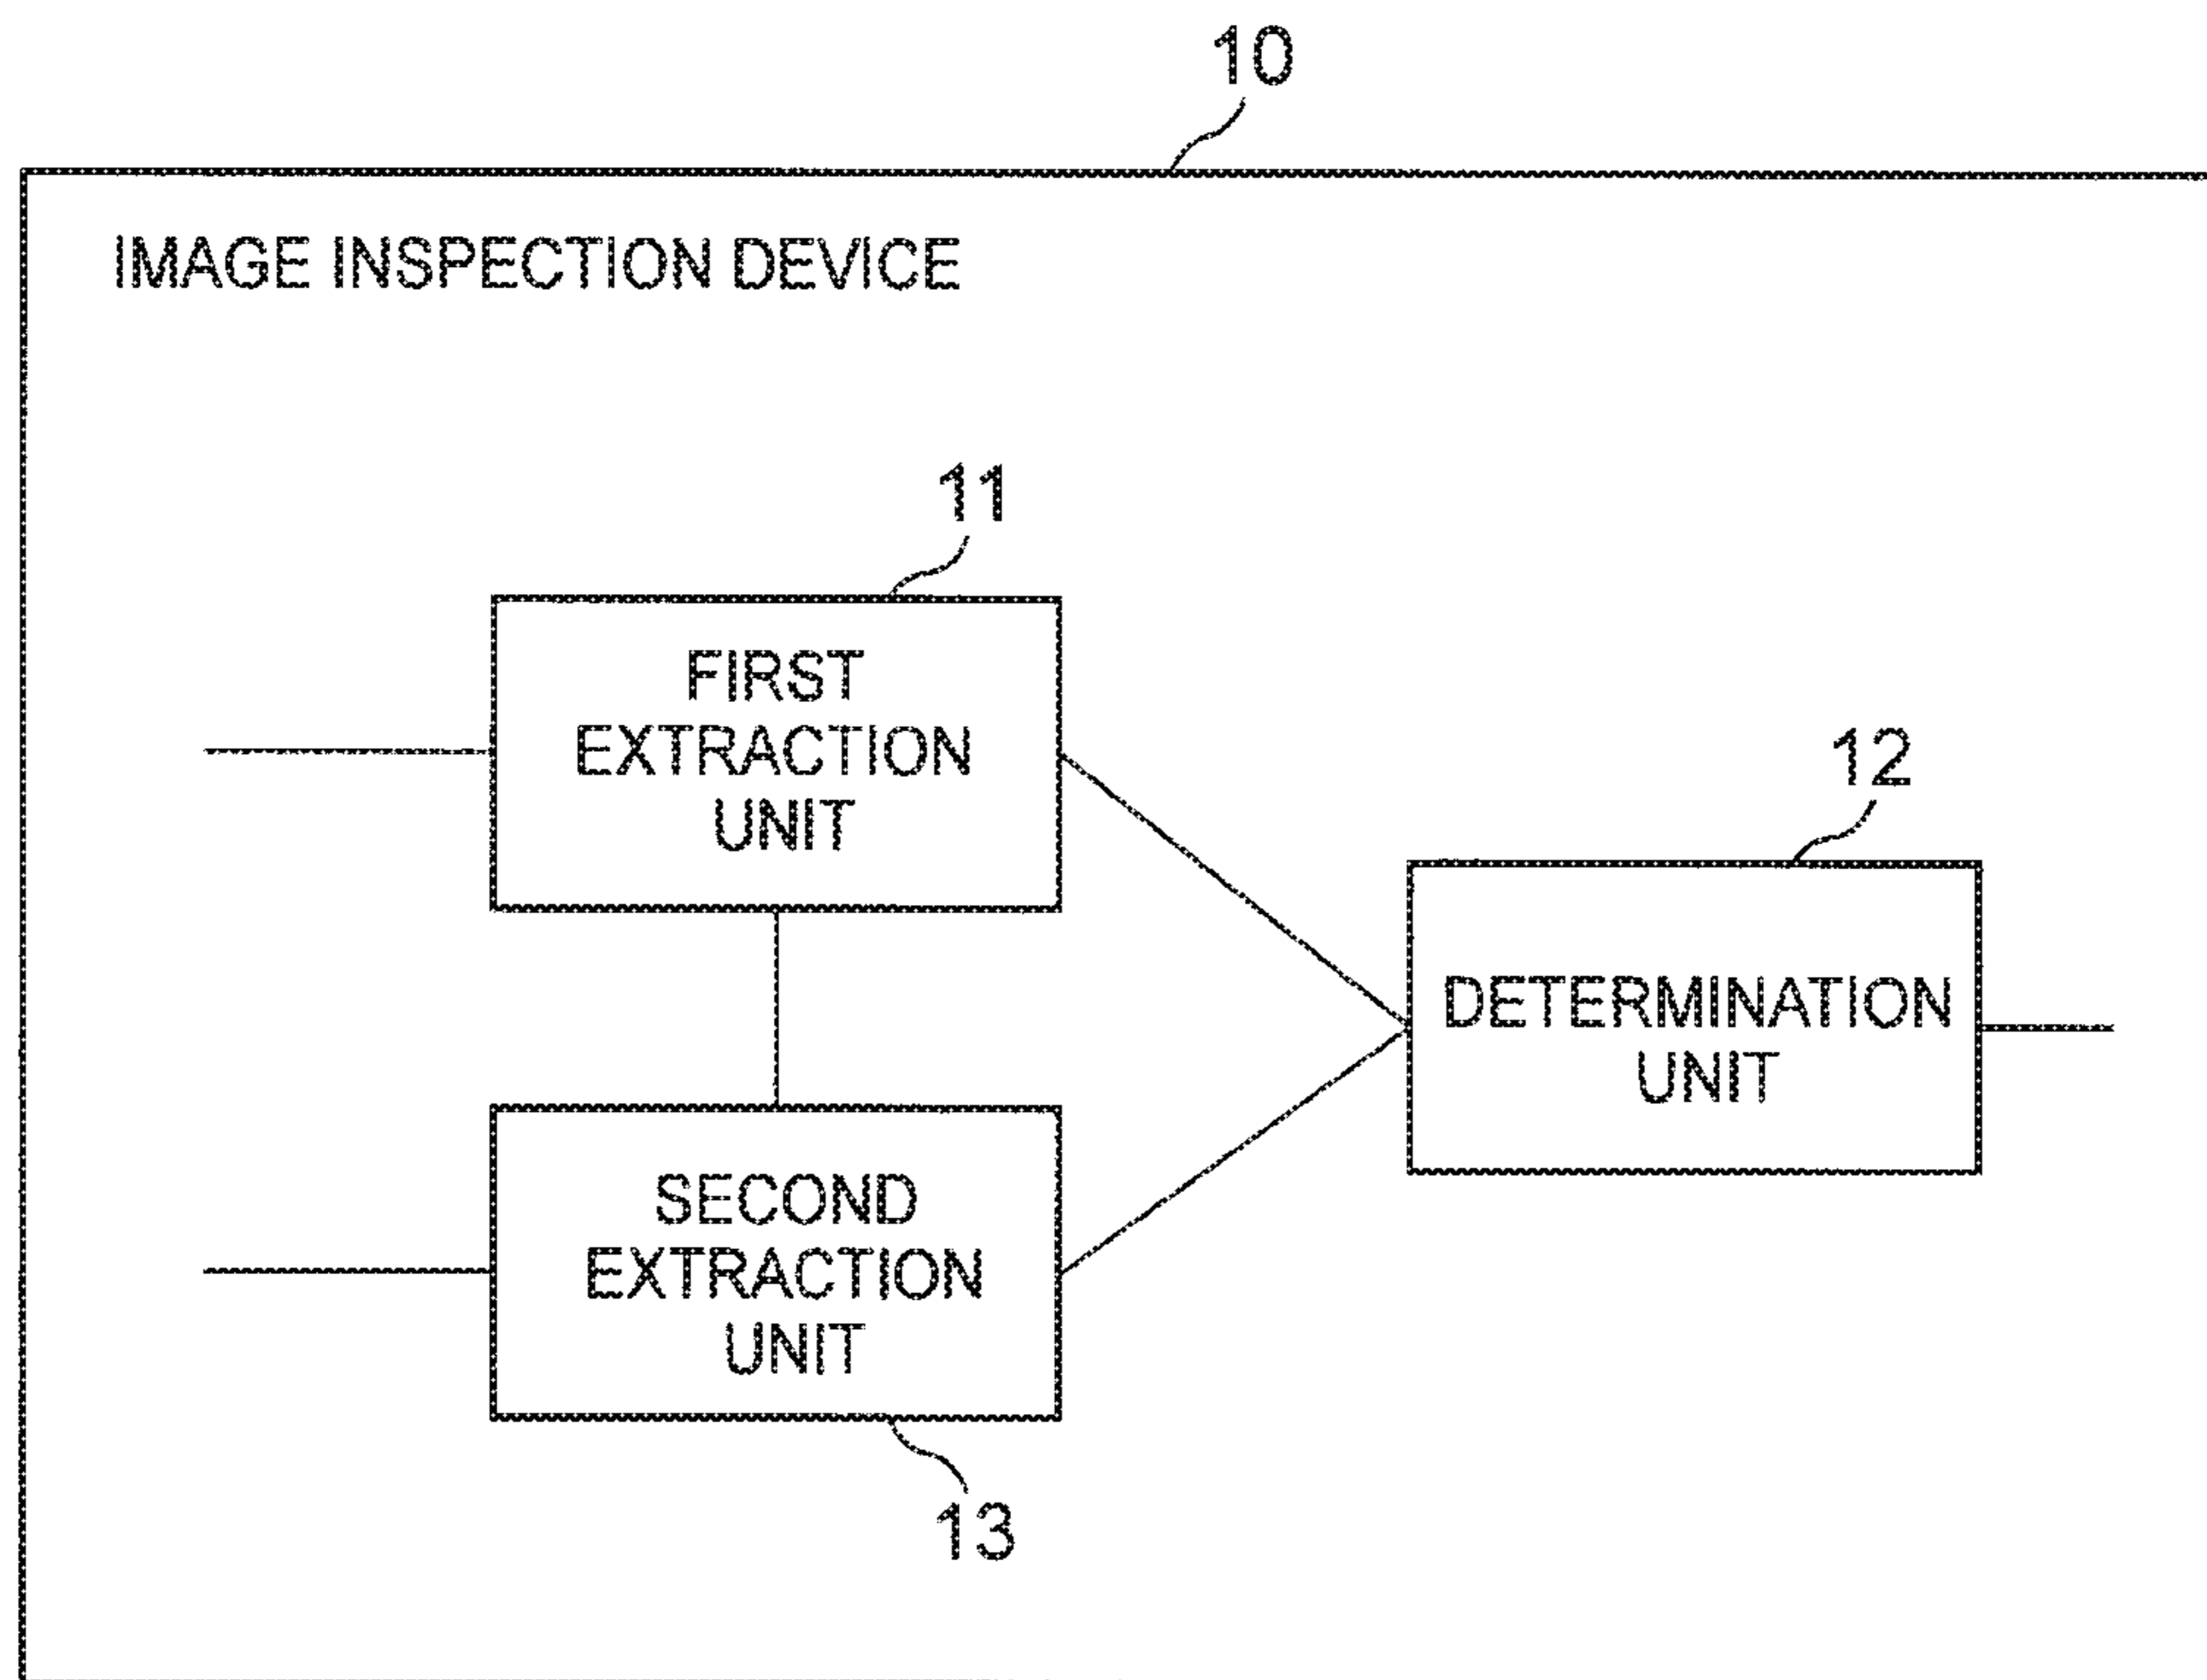 10
IMAGE INSPECTION DEVICE
11
FIRST
EXTRACTION
UNIT
12
DETERMINATION
UNIT
SECOND
EXTRACTION
UNIT
13